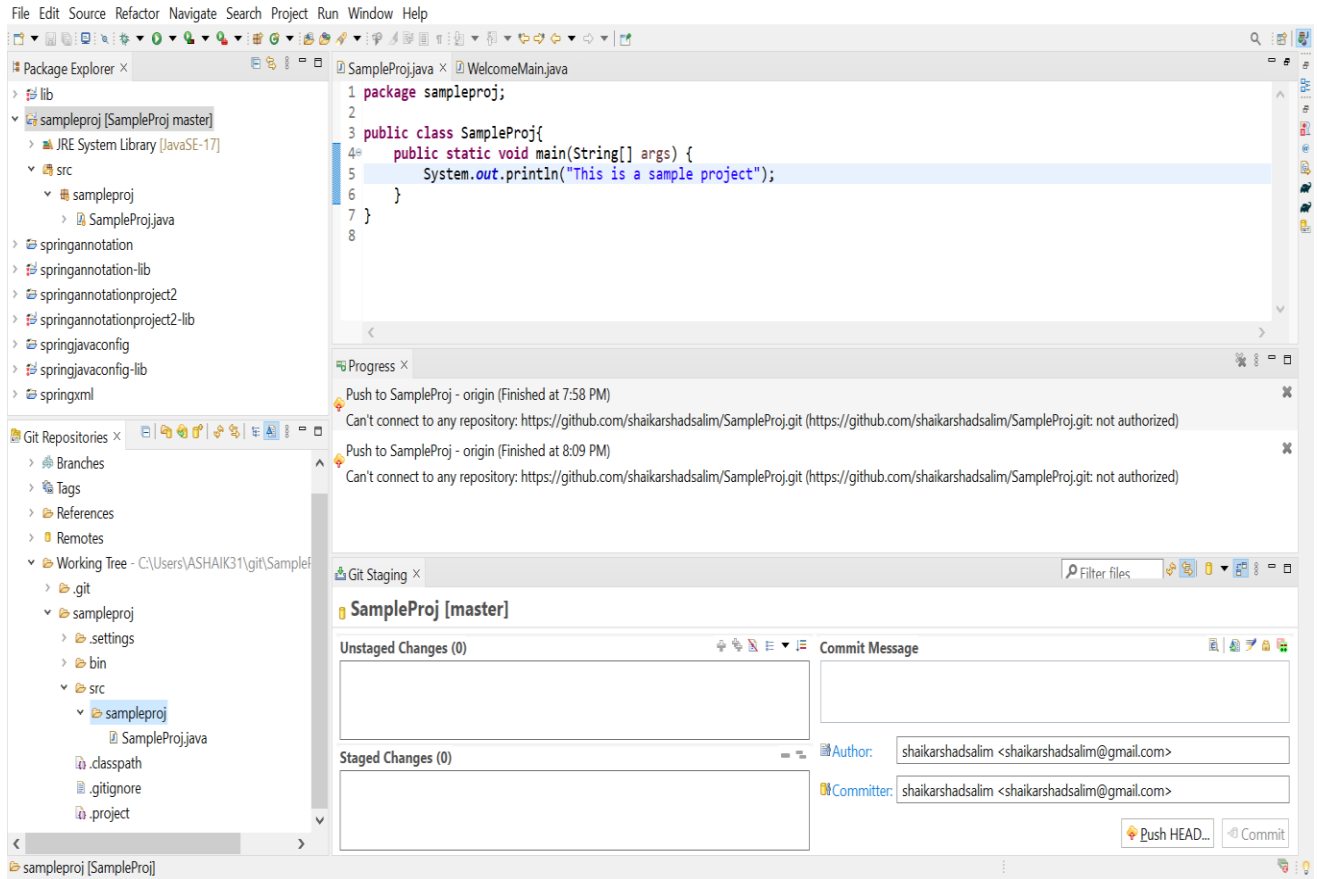 File Edit Source Refactor Navigate Search Project Run Window Help
Package Explorer
lib
sampleproj [SampleProj master]
JRE System Library [JavaSE-17]
src
sampleproj
SampleProj.java
springannotation
springannotation-lib
springannotationproject2
springannotationproject2-lib
springjavaconfig
springjavaconfig-lib
springxml
Git Repositories
Branches
Tags
References
Remotes
Working Tree - C:\Users\ASHAIK31\git\SampleP
.git
sampleproj
.settings
bin
src
sampleproj
SampleProj.java
.classpath
.gitignore
.project
SampleProj.java WelcomeMain.java
1 package sampleproj;
2
3 public class SampleProj{
4 public static void main(String[] args) {
5 System.out.println("This is a sample project");
6 }
7 }
8
Progress
Push to SampleProj - origin (Finished at 7:58 PM)
Can't connect to any repository: https://github.com/shaikarshadsalim/SampleProj.git (https://github.com/shaikarshadsalim/SampleProj.git: not authorized)
Push to SampleProj - origin (Finished at 8:09 PM)
Can't connect to any repository: https://github.com/shaikarshadsalim/SampleProj.git (https://github.com/shaikarshadsalim/SampleProj.git: not authorized)
Git Staging
Filter files
SampleProj [master]
Unstaged Changes (0)
Staged Changes (0)
Commit Message
Author: shaikarshadsalim <shaikarshadsalim@gmail.com>
Committer: shaikarshadsalim <shaikarshadsalim@gmail.com>
Push HEAD... Commit
sampleproj [SampleProj]